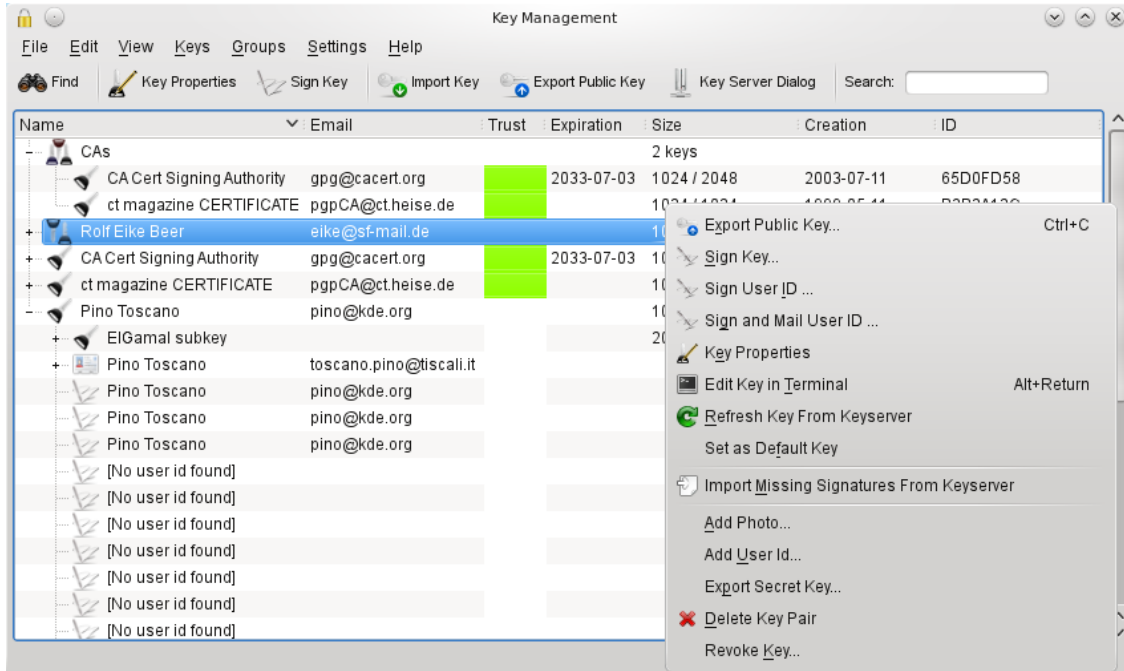 Key Management
File Edit View Keys Groups Settings Help
Find Key Properties Sign Key Import Key Export Public Key Key Server Dialog Search:
Name Email Trust Expiration Size Creation ID
CAs 2 keys
CA Cert Signing Authority gpg@cacert.org 2033-07-03 1024 / 2048 2003-07-11 65D0FD58
ct magazine CERTIFICATE pgpCA@ct.heise.de
Rolf Eike Beer eike@sf-mail.de
CA Cert Signing Authority gpg@cacert.org 2033-07-03
ct magazine CERTIFICATE pgpCA@ct.heise.de
Pino Toscano pino@kde.org
ElGamal subkey
Pino Toscano toscano.pino@tiscali.it
Pino Toscano pino@kde.org
Pino Toscano pino@kde.org
Pino Toscano pino@kde.org
[No user id found]
[No user id found]
[No user id found]
[No user id found]
[No user id found]
[No user id found]
[No user id found]
Export Public Key... Ctrl+C
Sign Key...
Sign User ID ...
Sign and Mail User ID ...
Key Properties
Edit Key in Terminal Alt+Return
Refresh Key From Keyserver
Set as Default Key
Import Missing Signatures From Keyserver
Add Photo...
Add User Id...
Export Secret Key...
Delete Key Pair
Revoke Key...